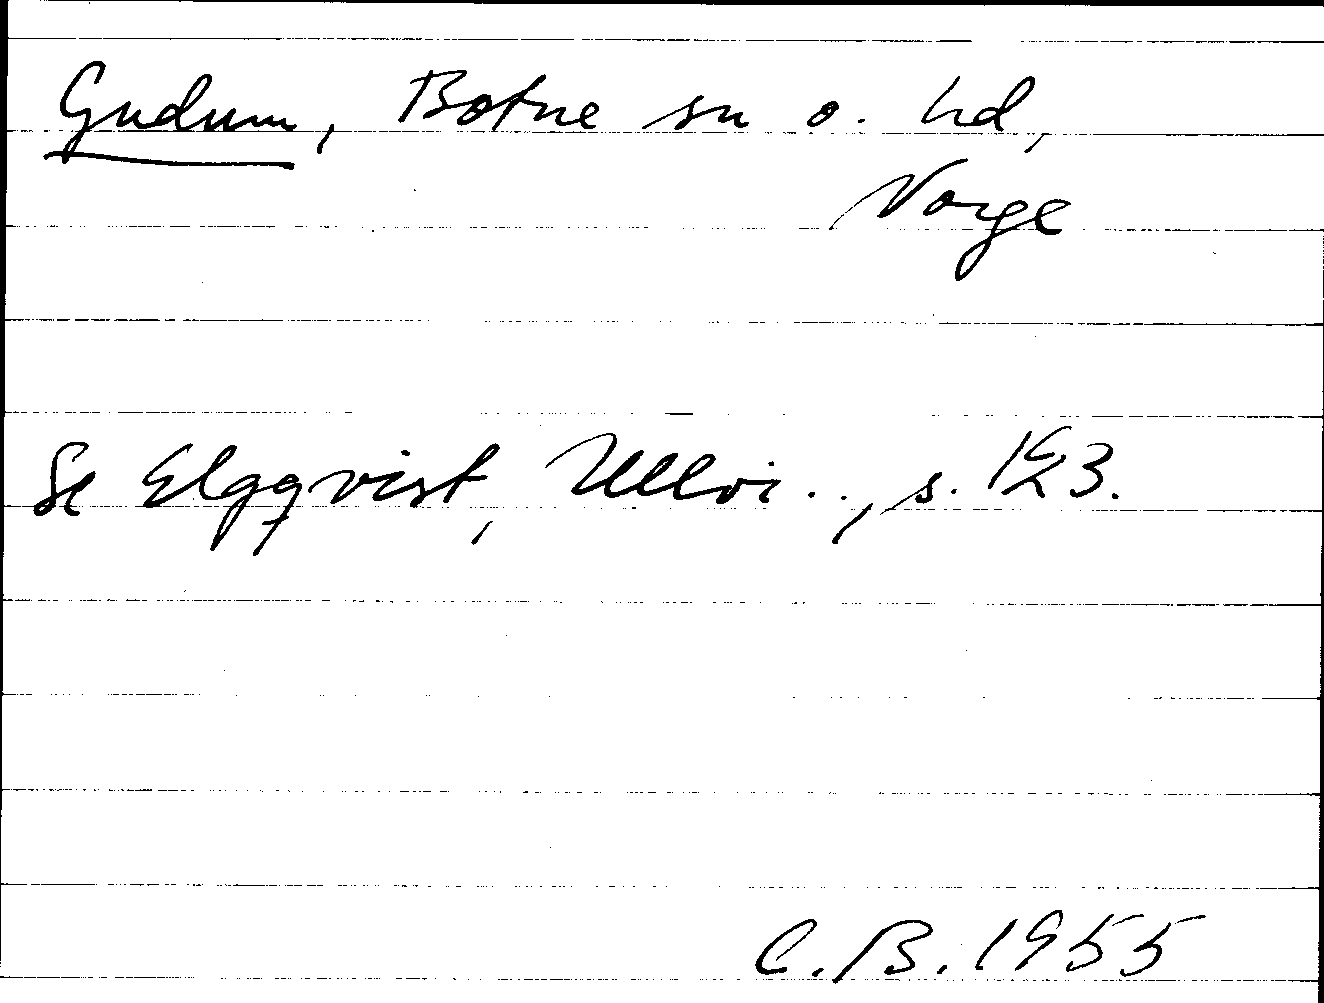 Gudum, Botne sn o. hd,
Norge
Se Elgqvist, Ullvi.., s. 123.
C.B. 1955